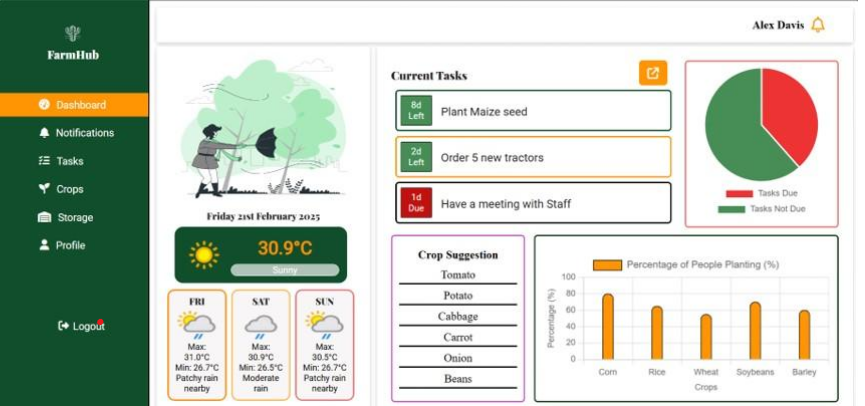 FarmHub
Dashboard
Notifications
Tasks
Crops
Storage
Profile
Logout
Alex Davis
Friday 21st February 2025
30.9°C
Sunny
FRI
Max:
31.0°C
Min: 26.7°C
Patchy rain
nearby
SAT
Max:
30.9°C
Min: 26.5°C
Moderate
rain
SUN
Max:
30.5°C
Min: 26.7°C
Patchy rain
nearby
Current Tasks
8d
Left
Plant Maize seed
2d
Left
Order 5 new tractors
1d
Due
Have a meeting with Staff
Tasks Due
Tasks Not Due
Crop Suggestion
Tomato
Potato
Cabbage
Carrot
Onion
Beans
Percentage of People Planting (%)
Percentage (%)
100
80
60
40
20
0
Corn Rice Wheat Soybeans Barley
Crops